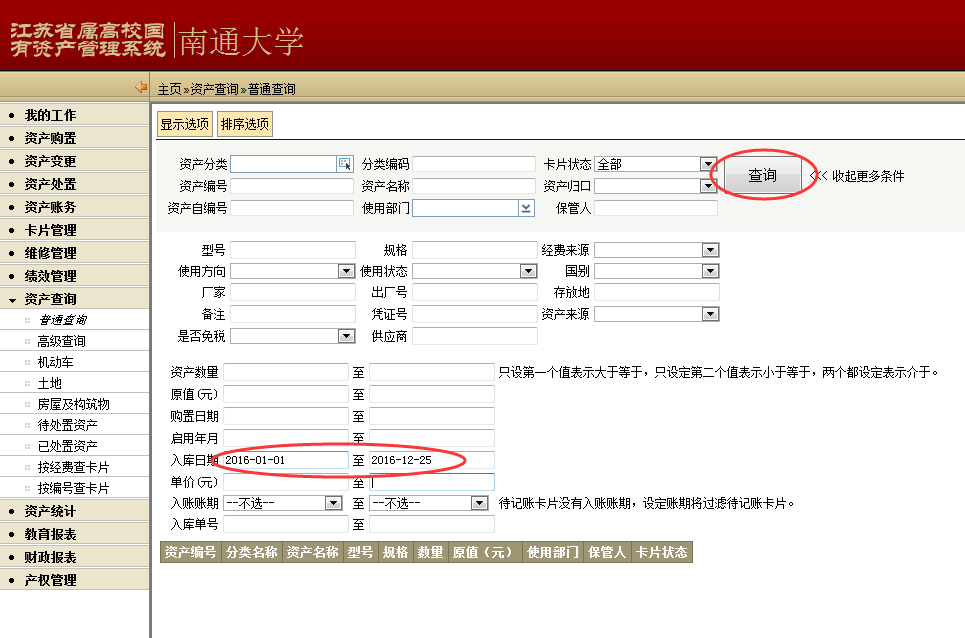 江苏省属高校国
有资产管理系统
南通大学
主页»资产查询»普通查询
我的工作
资产购置
资产变更
资产处置
资产账务
卡片管理
维修管理
绩效管理
资产查询
普通查询
高级查询
机动车
土地
房屋及构筑物
待处置资产
已处置资产
按经费查卡片
按编号查卡片
资产统计
教育报表
财政报表
产权管理
显示选项 排序选项
资产分类 分类编码 卡片状态 全部
资产编号 资产名称 资产归口
资产自编号 使用部门 保管人
查询 <<收起更多条件
型号 规格 经费来源
使用方向 使用状态 国别
厂家 出厂号 存放地
备注 凭证号 资产来源
是否免税 供应商
资产数量 至 只设第一个值表示大于等于，只设定第二个值表示小于等于，两个都设定表示介于。
原值(元) 至
购置日期 至
启用年月 至
入库日期 2016-01-01 至 2016-12-25
单价(元) 至
入账账期 --不选-- 至 --不选-- 待记账卡片没有入账账期，设定账期将过滤待记账卡片。
入库单号 至
资产编号 分类名称 资产名称 型号 规格 数量 原值（元） 使用部门 保管人 卡片状态